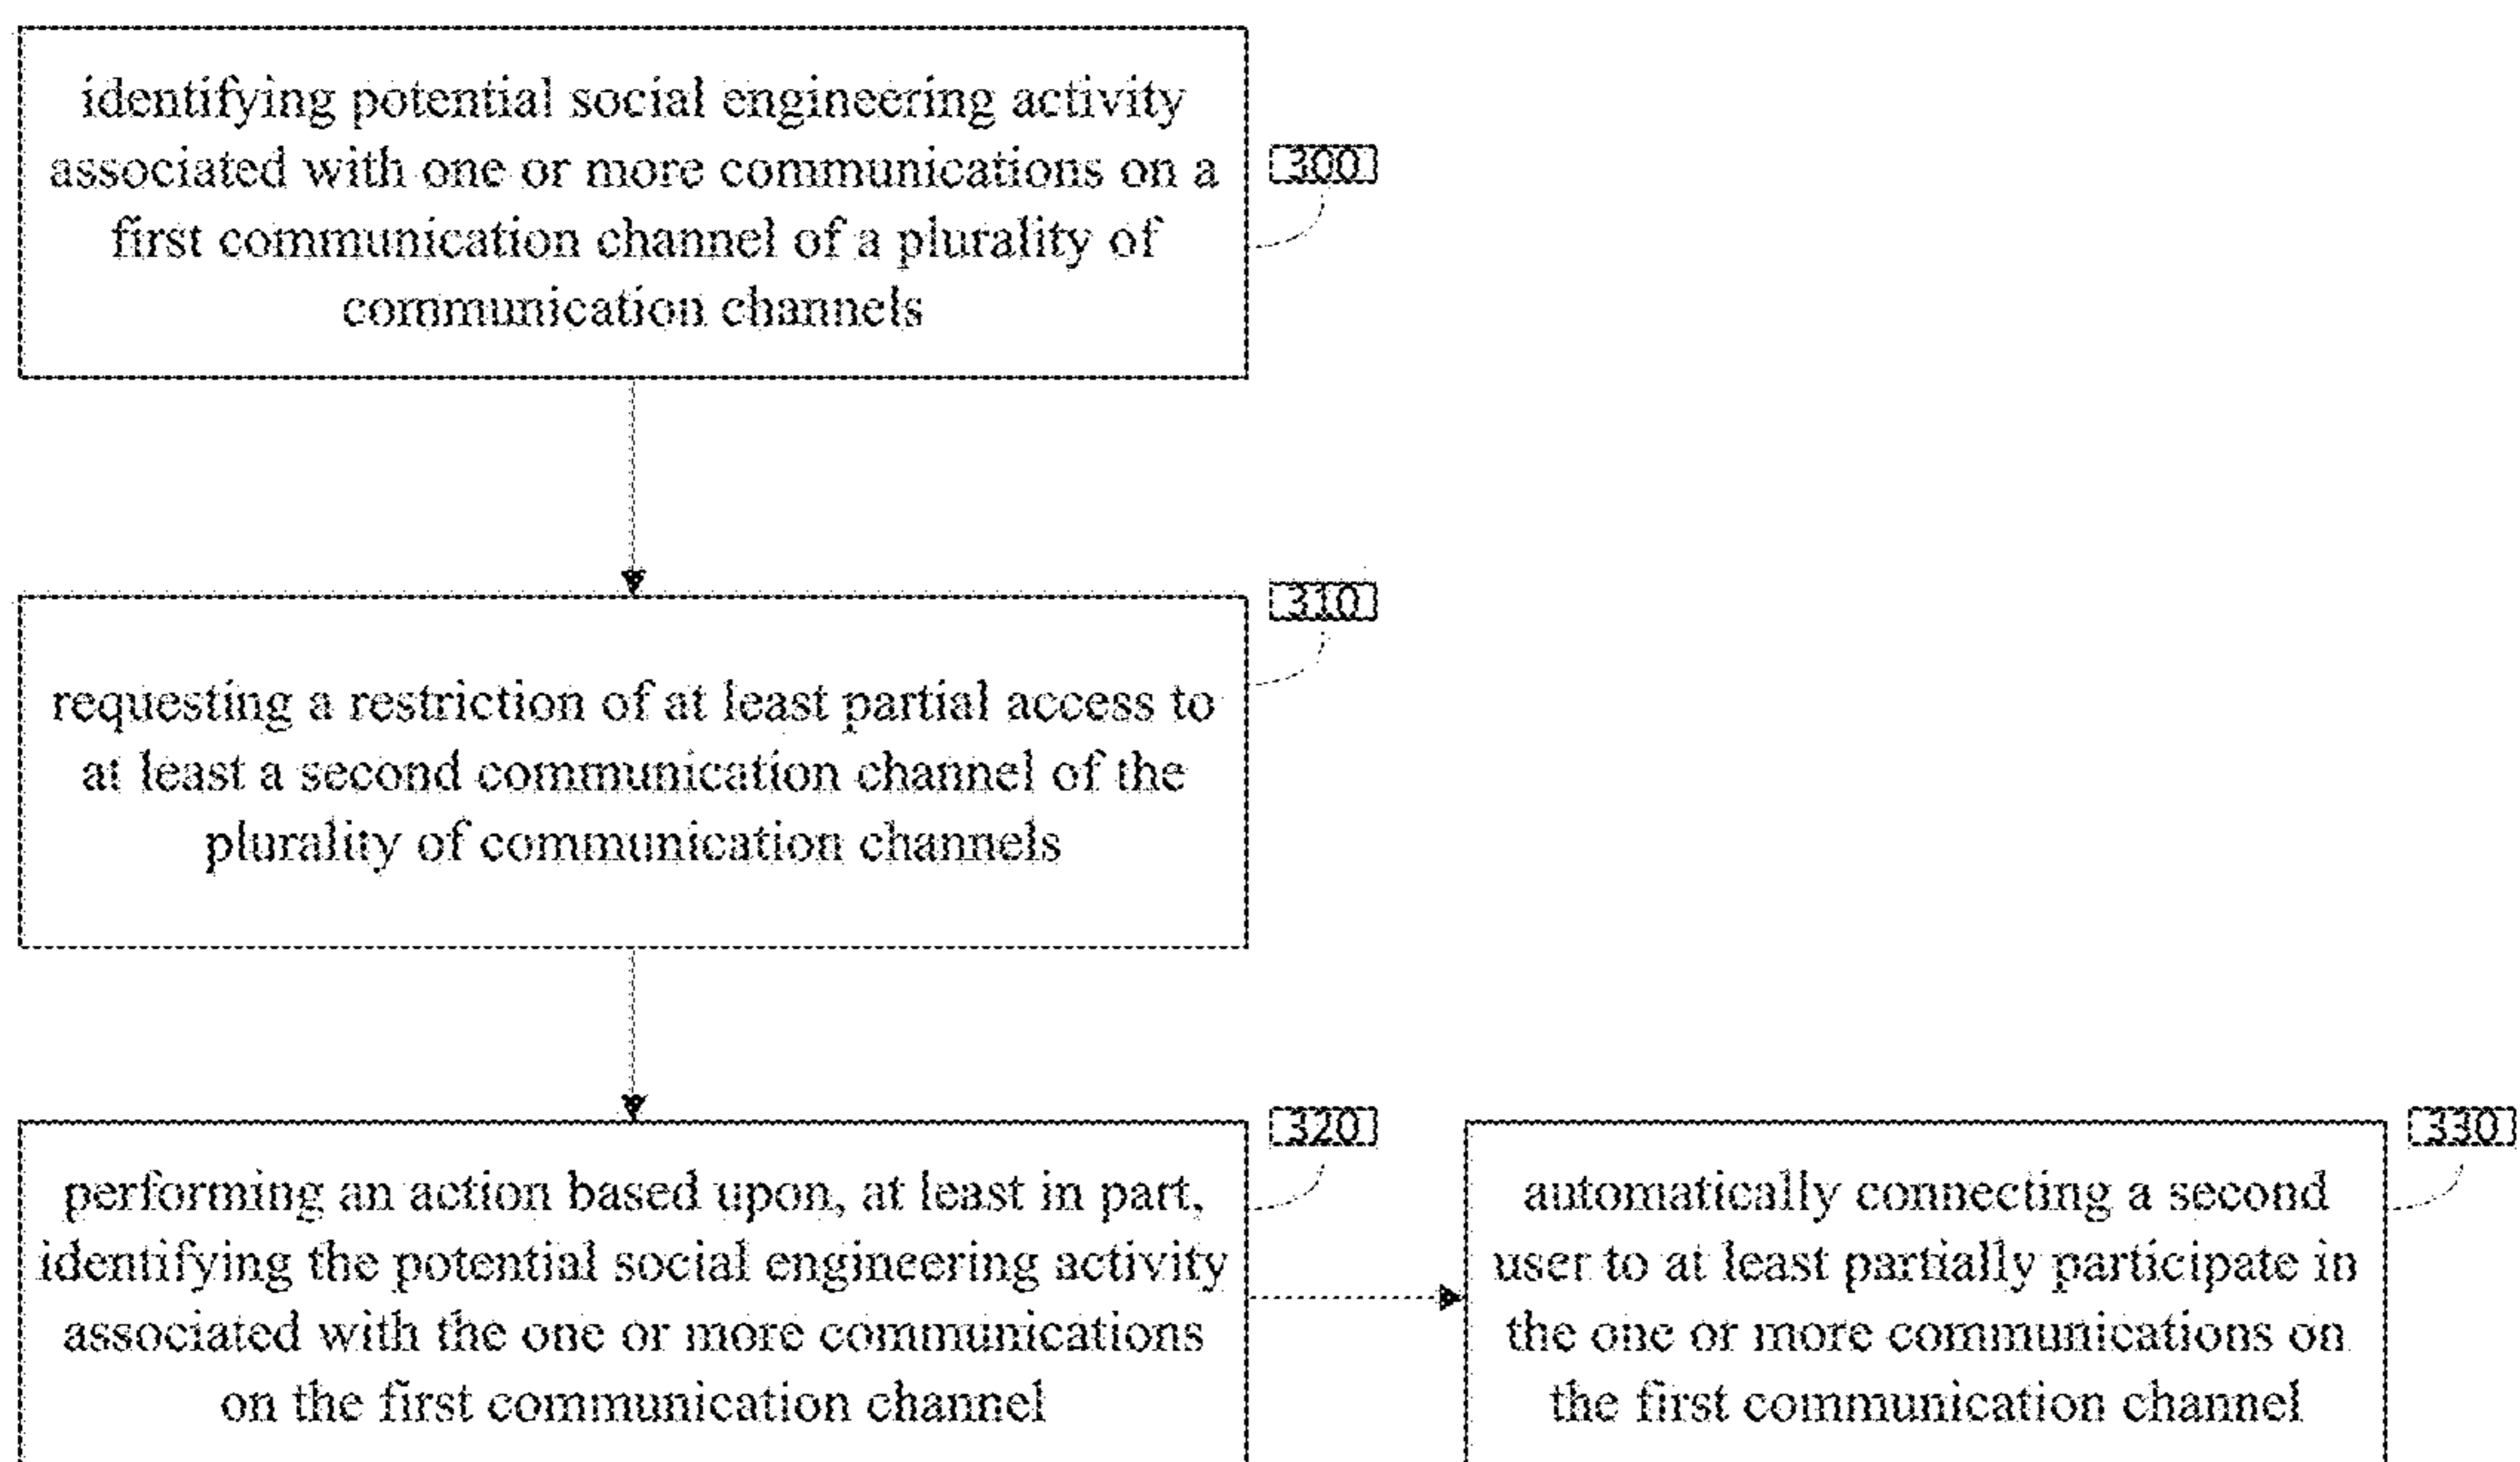 identifying potential social engineering activity
associated with one or more communications on a
first communication channel of a plurality of
communication channels
300
requesting a restriction of at least partial access to
at least a second communication channel of the
plurality of communication channels
310
performing an action based upon, at least in part,
identifying the potential social engineering activity
associated with the one or more communications
on the first communication channel
320
automatically connecting a second
user to at least partially participate in
the one or more communications on
the first communication channel
330